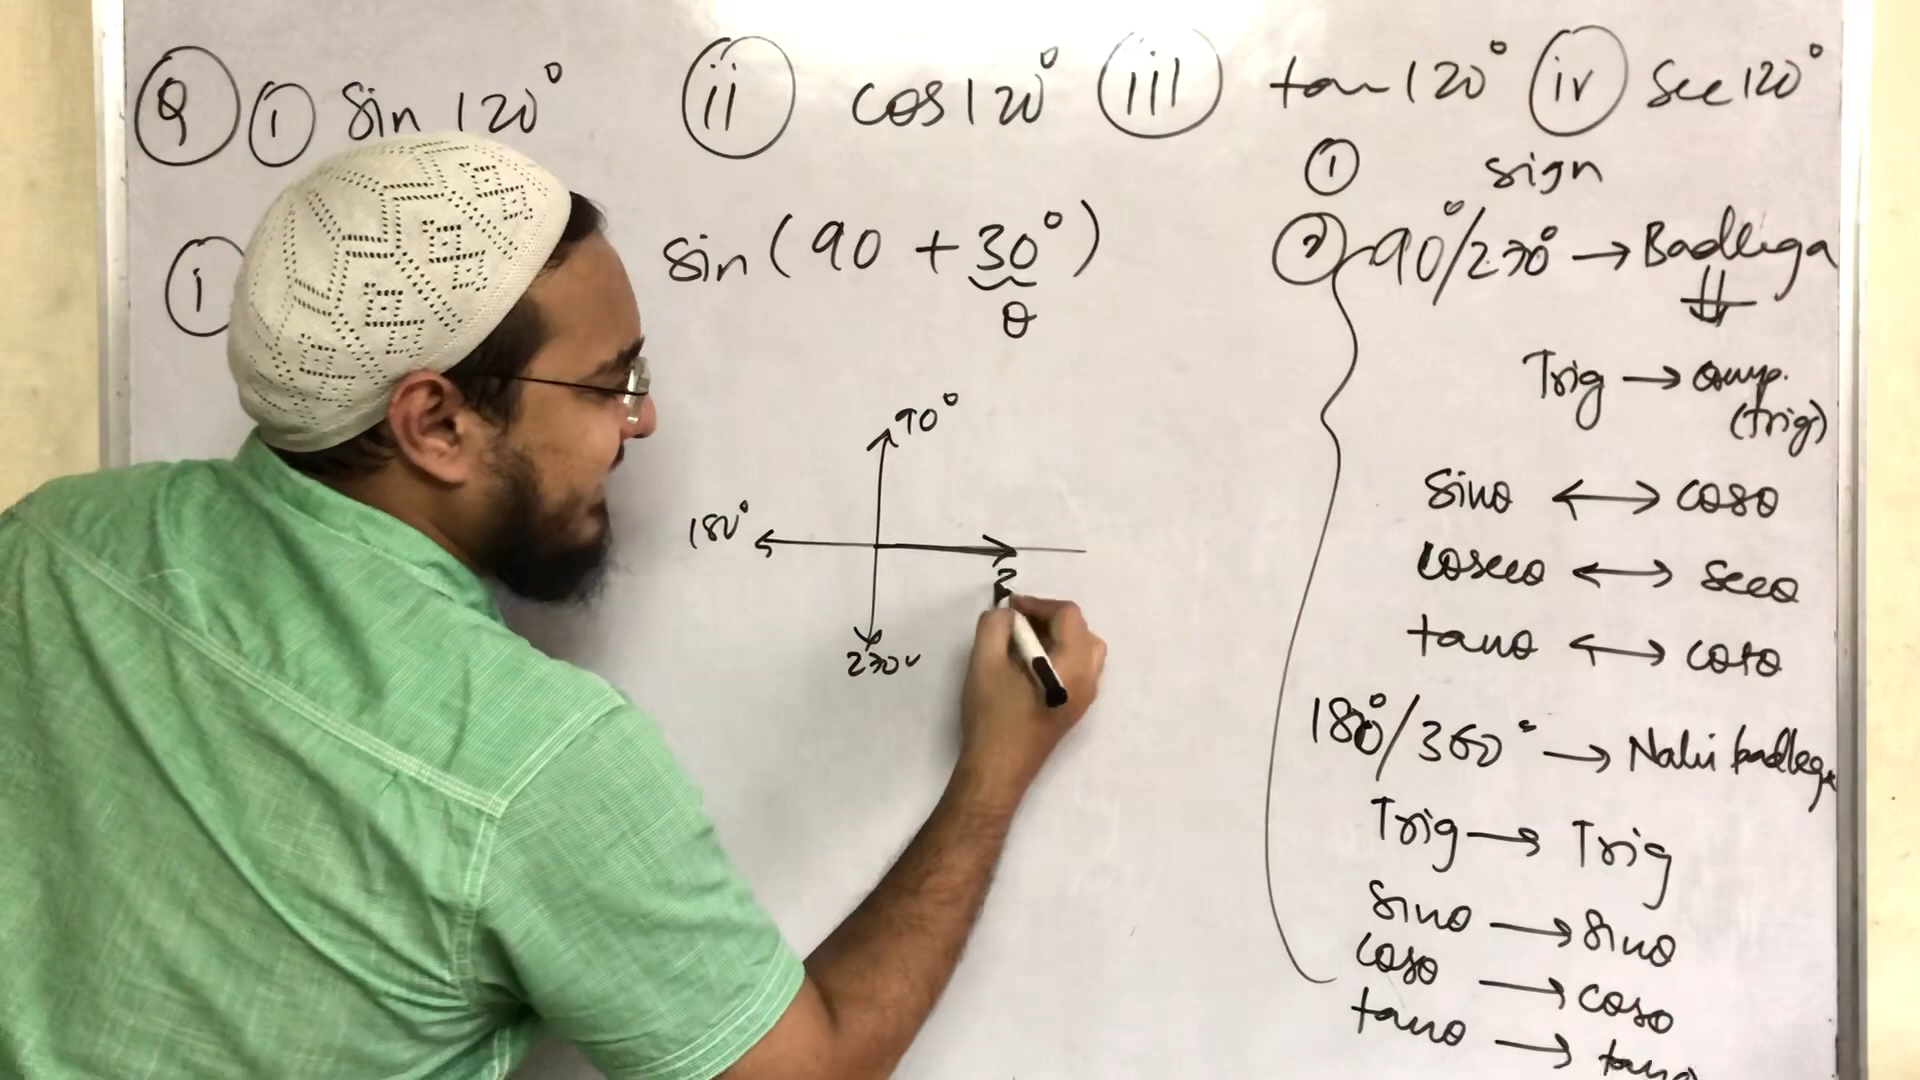 Q (i) Sin 120° (ii) cos 120° (iii) tan 120° (iv) Sec 120°
(1) sign
(i) sin(90 + 30°)
θ
(2) 90°/270° → Badlega
Trig → comp.
(trig)
90°
180°
270°
sinθ ↔ cosθ
cosecθ ↔ secθ
tanθ ↔ cotθ
180°/360° → Nahi badlega
Trig → Trig
sinθ → sinθ
cosθ → cosθ
tanθ → tanθ